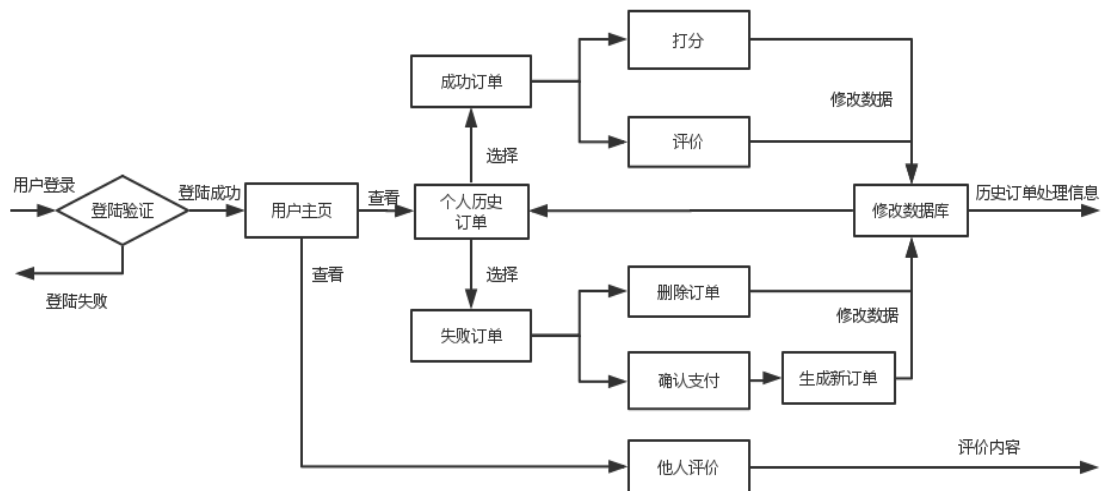 打分
成功订单
修改数据
评价
选择
用户登录
登陆成功
查看
历史订单处理信息
登陆验证
用户主页
个人历史
订单
修改数据库
查看
选择
登陆失败
删除订单
修改数据
失败订单
确认支付
生成新订单
评价内容
他人评价